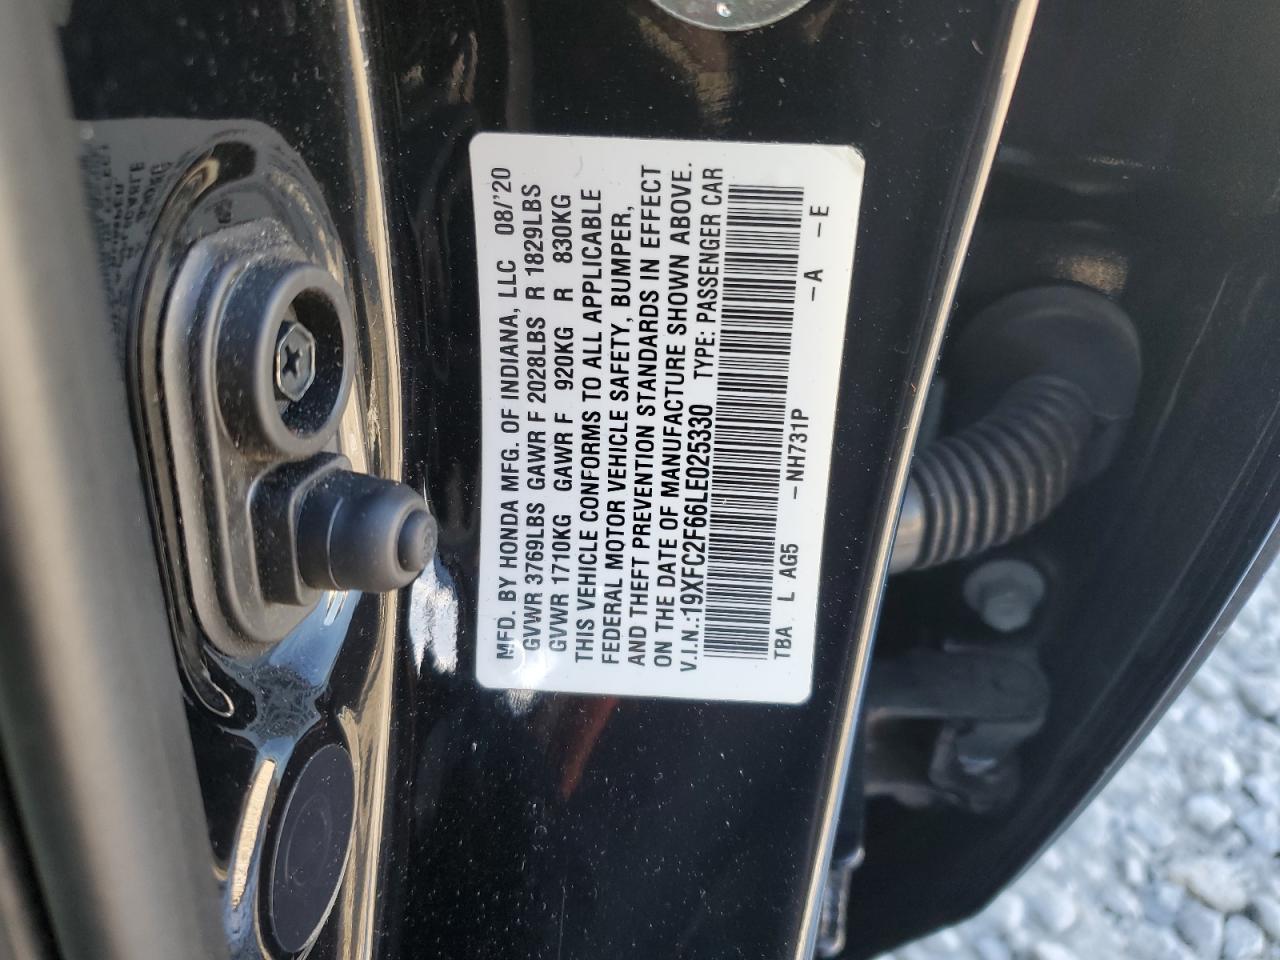 MFD. BY HONDA MFG. OF INDIANA, LLC 08/'20
GVWR 3769LBS GAWR F 2028LBS R 1829LBS
GVWR 1710KG GAWR F 920KG R 830KG
THIS VEHICLE CONFORMS TO ALL APPLICABLE
FEDERAL MOTOR VEHICLE SAFETY, BUMPER,
AND THEFT PREVENTION STANDARDS IN EFFECT
ON THE DATE OF MANUFACTURE SHOWN ABOVE.
V.I.N.:19XFC2F66LE025330 TYPE: PASSENGER CAR
TBA L AG5 -NH731P -A -E